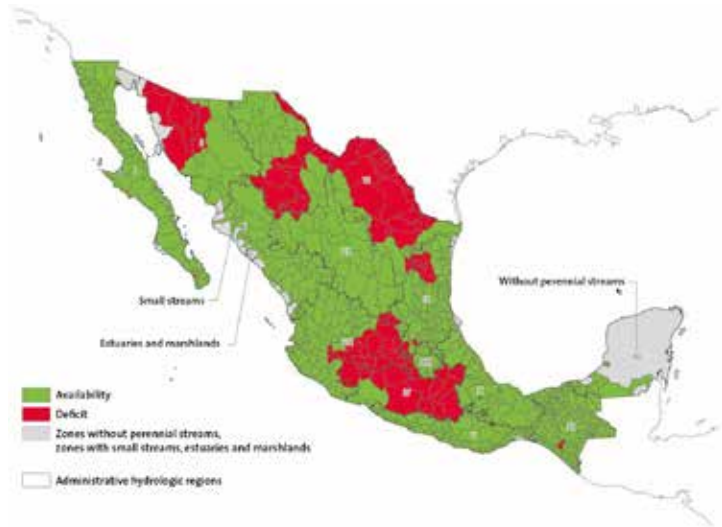 Without perennial streams
Small streams
Estuaries and marshlands
Availability
Deficit
Zones without perennial streams,
zones with small streams, estuaries and marshlands
Administrative hydrologic regions